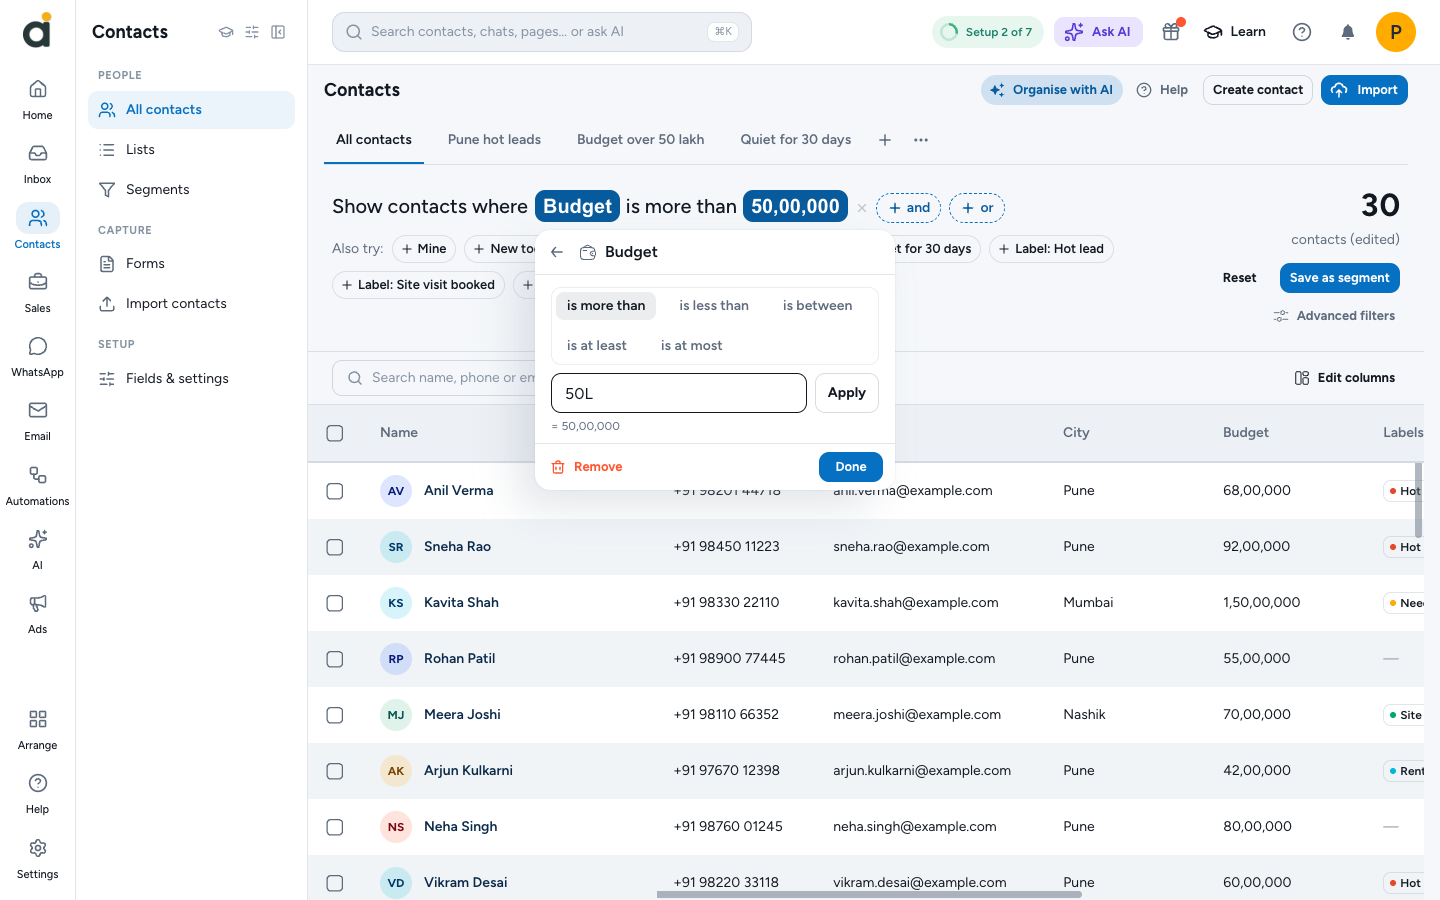 Search contacts, chats, pages... or ask AI
⌘K
Setup 2 of 7
Ask AI
Learn
P
Home
Inbox
Contacts
Sales
WhatsApp
Email
Automations
AI
Ads
Arrange
Help
Settings
Contacts
PEOPLE
All contacts
Lists
Segments
CAPTURE
Forms
Import contacts
SETUP
Fields & settings
Contacts
Organise with AI
Help
Create contact
Import
All contacts
Pune hot leads
Budget over 50 lakh
Quiet for 30 days
Show contacts where Budget is more than 50,00,000 × + and + or
30
contacts (edited)
Also try: + Mine + New for 30 days + Label: Hot lead
+ Label: Site visit booked +
Reset
Save as segment
Advanced filters
Budget
is more than
is less than
is between
is at least
is at most
50L
Apply
= 50,00,000
Remove
Done
Search name, phone or
Edit columns
Name City Budget Labels
AV Anil Verma +91 98201 44718 anil.verma@example.com Pune 68,00,000 Hot
SR Sneha Rao +91 98450 11223 sneha.rao@example.com Pune 92,00,000 Hot
KS Kavita Shah +91 98330 22110 kavita.shah@example.com Mumbai 1,50,00,000
RP Rohan Patil +91 98900 77445 rohan.patil@example.com Pune 55,00,000 —
MJ Meera Joshi +91 98110 66352 meera.joshi@example.com Nashik 70,00,000 Site
AK Arjun Kulkarni +91 97670 12398 arjun.kulkarni@example.com Pune 42,00,000 Rent
NS Neha Singh +91 98760 01245 neha.singh@example.com Pune 80,00,000 —
VD Vikram Desai +91 98220 33118 vikram.desai@example.com Pune 60,00,000 Hot